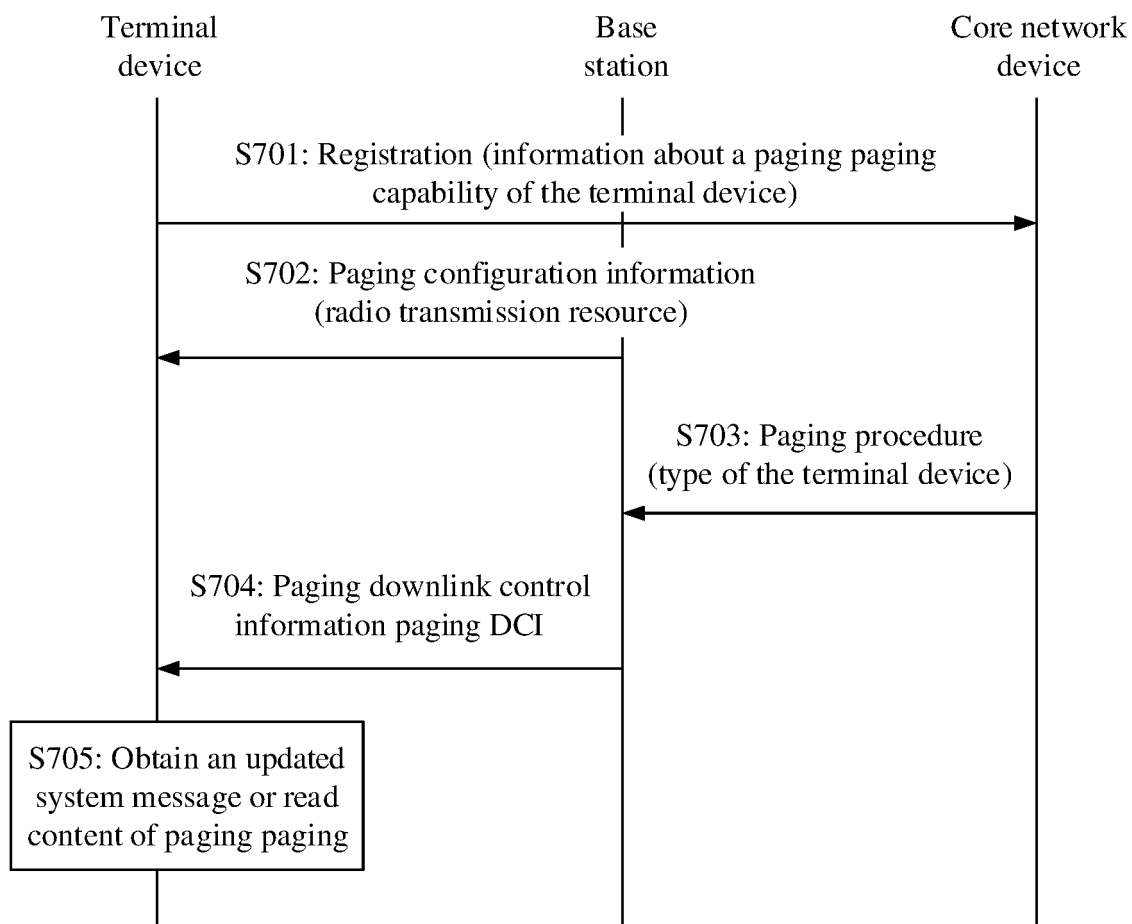 Terminal
device
Base
station
Core network
device
S701: Registration (information about a paging paging
capability of the terminal device)
S702: Paging configuration information
(radio transmission resource)
S703: Paging procedure
(type of the terminal device)
S704: Paging downlink control
information paging DCI
S705: Obtain an updated
system message or read
content of paging paging